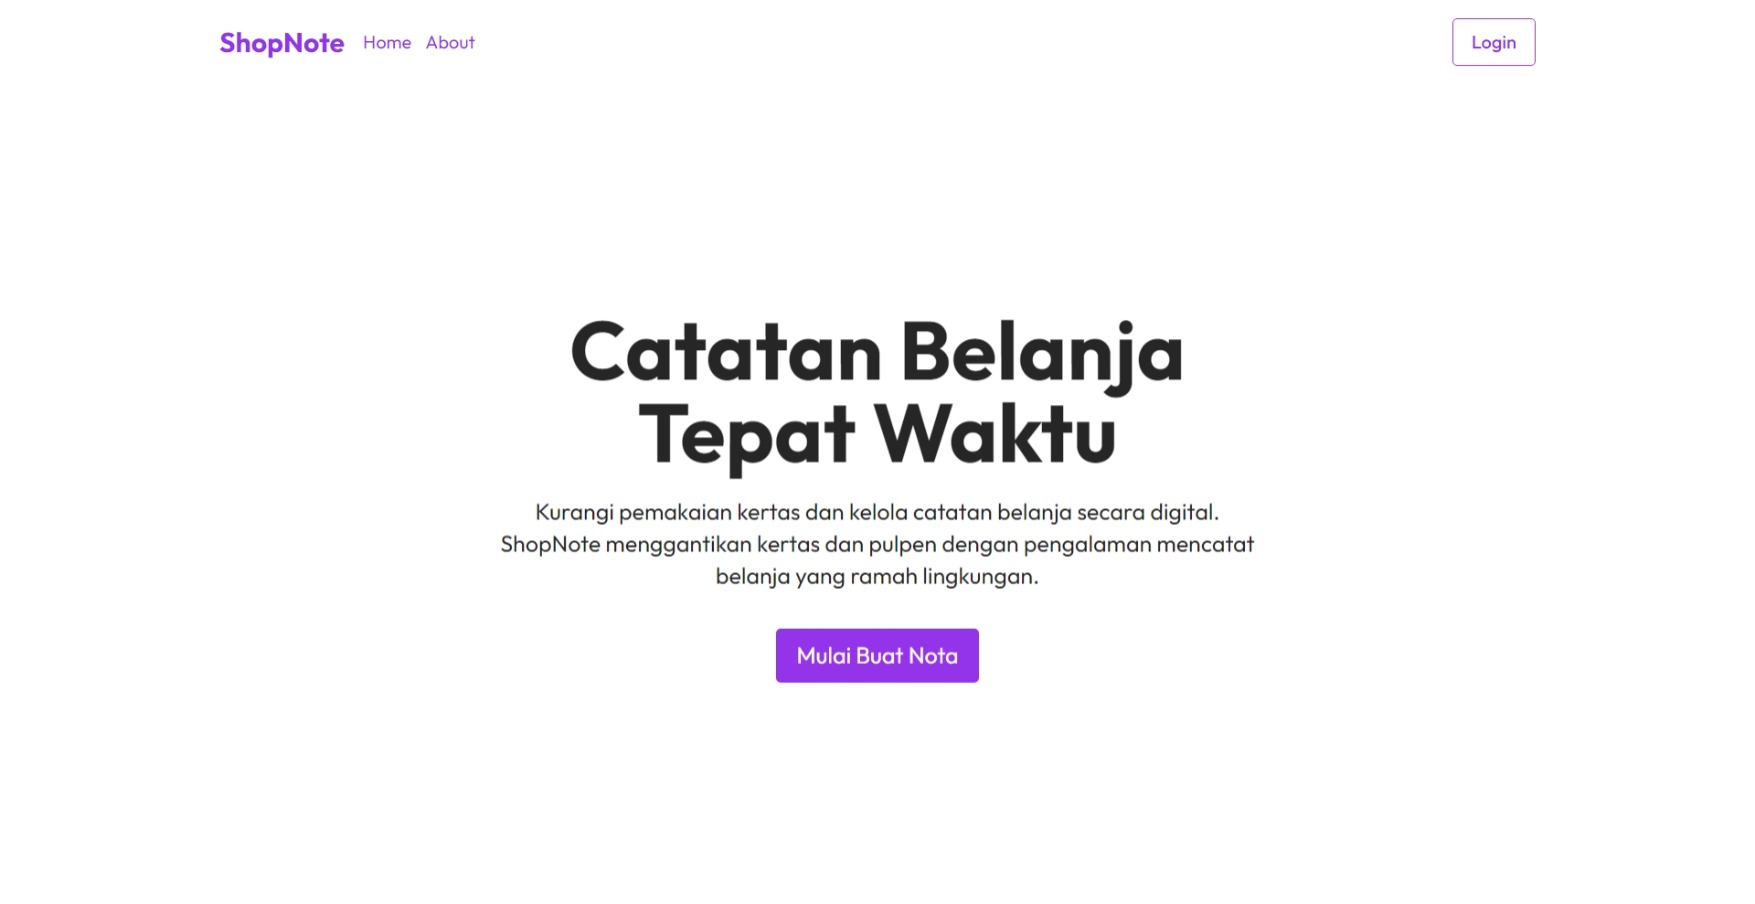 ShopNote Home About Login
Catatan Belanja
Tepat Waktu
Kurangi pemakaian kertas dan kelola catatan belanja secara digital.
ShopNote menggantikan kertas dan pulpen dengan pengalaman mencatat
belanja yang ramah lingkungan.
Mulai Buat Nota